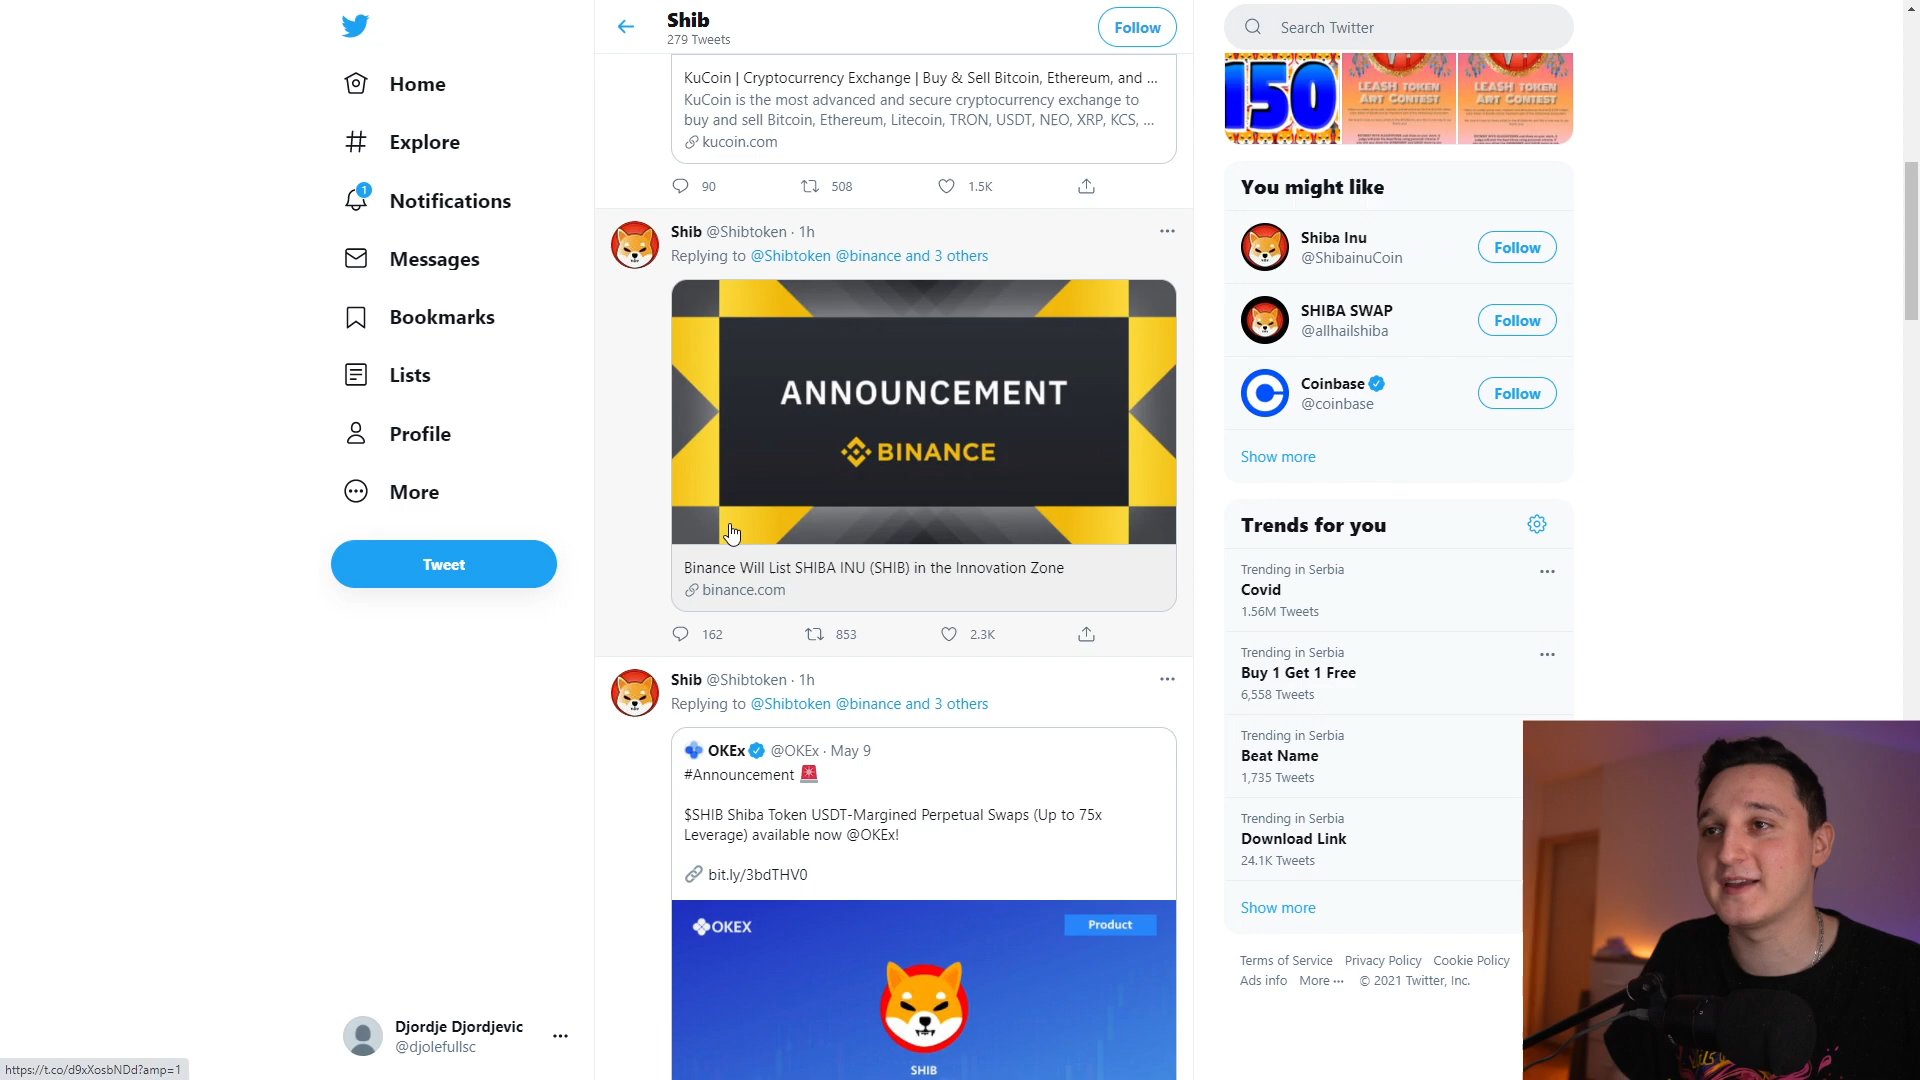 Home
Explore
1
Notifications
Messages
Bookmarks
Lists
Profile
More
Tweet
Djordje Djordjevic
@djolefullsc
https://t.co/d9xXosbNDd?amp=1
Shib
279 Tweets
Follow
KuCoin | Cryptocurrency Exchange | Buy & Sell Bitcoin, Ethereum, and ...
KuCoin is the most advanced and secure cryptocurrency exchange to
buy and sell Bitcoin, Ethereum, Litecoin, TRON, USDT, NEO, XRP, KCS, ...
kucoin.com
90 508 1.5K
Shib @Shibtoken · 1h
Replying to @Shibtoken @binance and 3 others
ANNOUNCEMENT
BINANCE
Binance Will List SHIBA INU (SHIB) in the Innovation Zone
binance.com
162 853 2.3K
Shib @Shibtoken · 1h
Replying to @Shibtoken @binance and 3 others
OKEx @OKEx · May 9
#Announcement
$SHIB Shiba Token USDT-Margined Perpetual Swaps (Up to 75x
Leverage) available now @OKEx!
bit.ly/3bdTHV0
OKEX
Product
SHIB
Search Twitter
150
LEASH TOKEN
ART CONTEST
LEASH TOKEN
ART CONTEST
You might like
Shiba Inu
@ShibainuCoin
Follow
SHIBA SWAP
@allhailshiba
Follow
Coinbase
@coinbase
Follow
Show more
Trends for you
Trending in Serbia
Covid
1.56M Tweets
Trending in Serbia
Buy 1 Get 1 Free
6,558 Tweets
Trending in Serbia
Beat Name
1,735 Tweets
Trending in Serbia
Download Link
24.1K Tweets
Show more
Terms of Service Privacy Policy Cookie Policy
Ads info More ··· © 2021 Twitter, Inc.